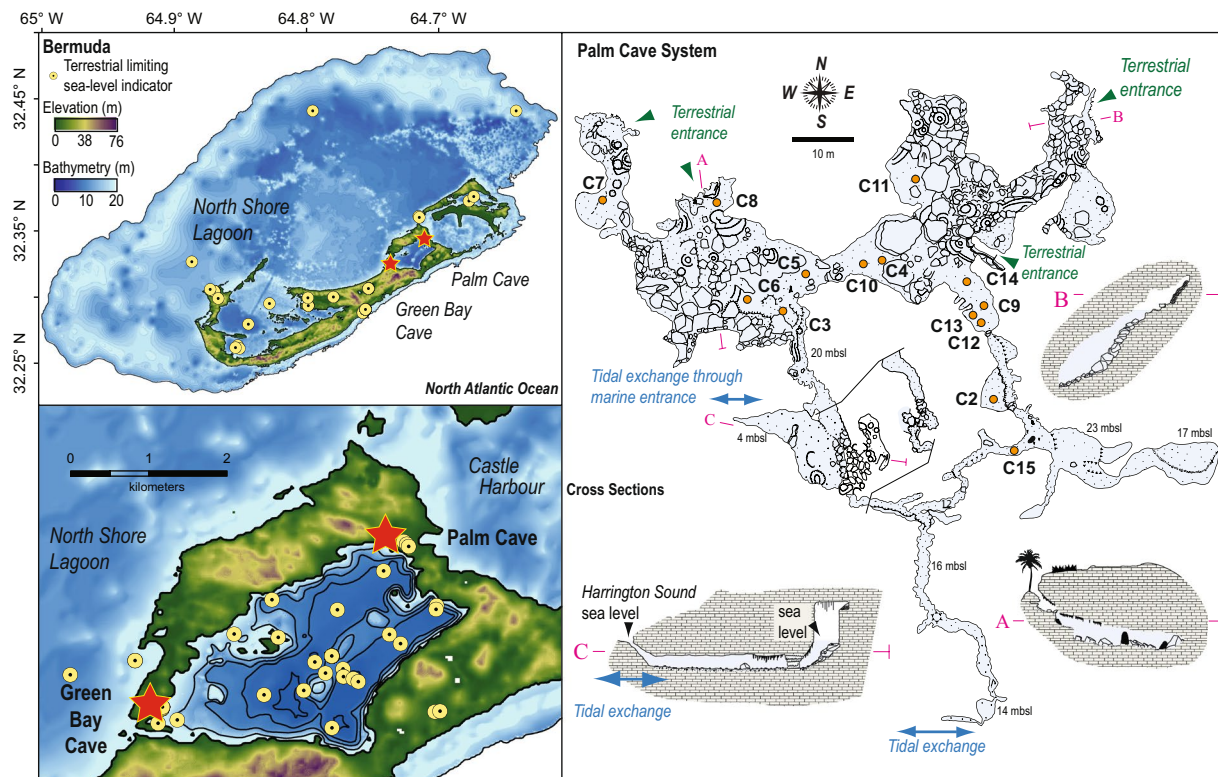 65° W
64.9° W
64.8° W
64.7° W
32.45° N
32.35° N
32.25° N
Bermuda
Terrestrial limiting
sea-level indicator
Elevation (m)
0 38 76
Bathymetry (m)
0 10 20
North Shore
Lagoon
Palm Cave
Green Bay
Cave
North Atlantic Ocean
0 1 2
kilometers
Castle
Harbour
North Shore
Lagoon
Palm Cave
Green
Bay
Cave
Palm Cave System
N
W E
S
10 m
Terrestrial
entrance
Terrestrial
entrance
A
B
C7
C8
C11
C5
C10
C4
C14
Terrestrial
entrance
C6
C3
C9
C13
C12
B
20 mbsl
Tidal exchange through
marine entrance
C
4 mbsl
C2
23 mbsl
17 mbsl
C15
Cross Sections
16 mbsl
Harrington Sound
sea level
sea
level
C
A
Tidal exchange
14 mbsl
Tidal exchange